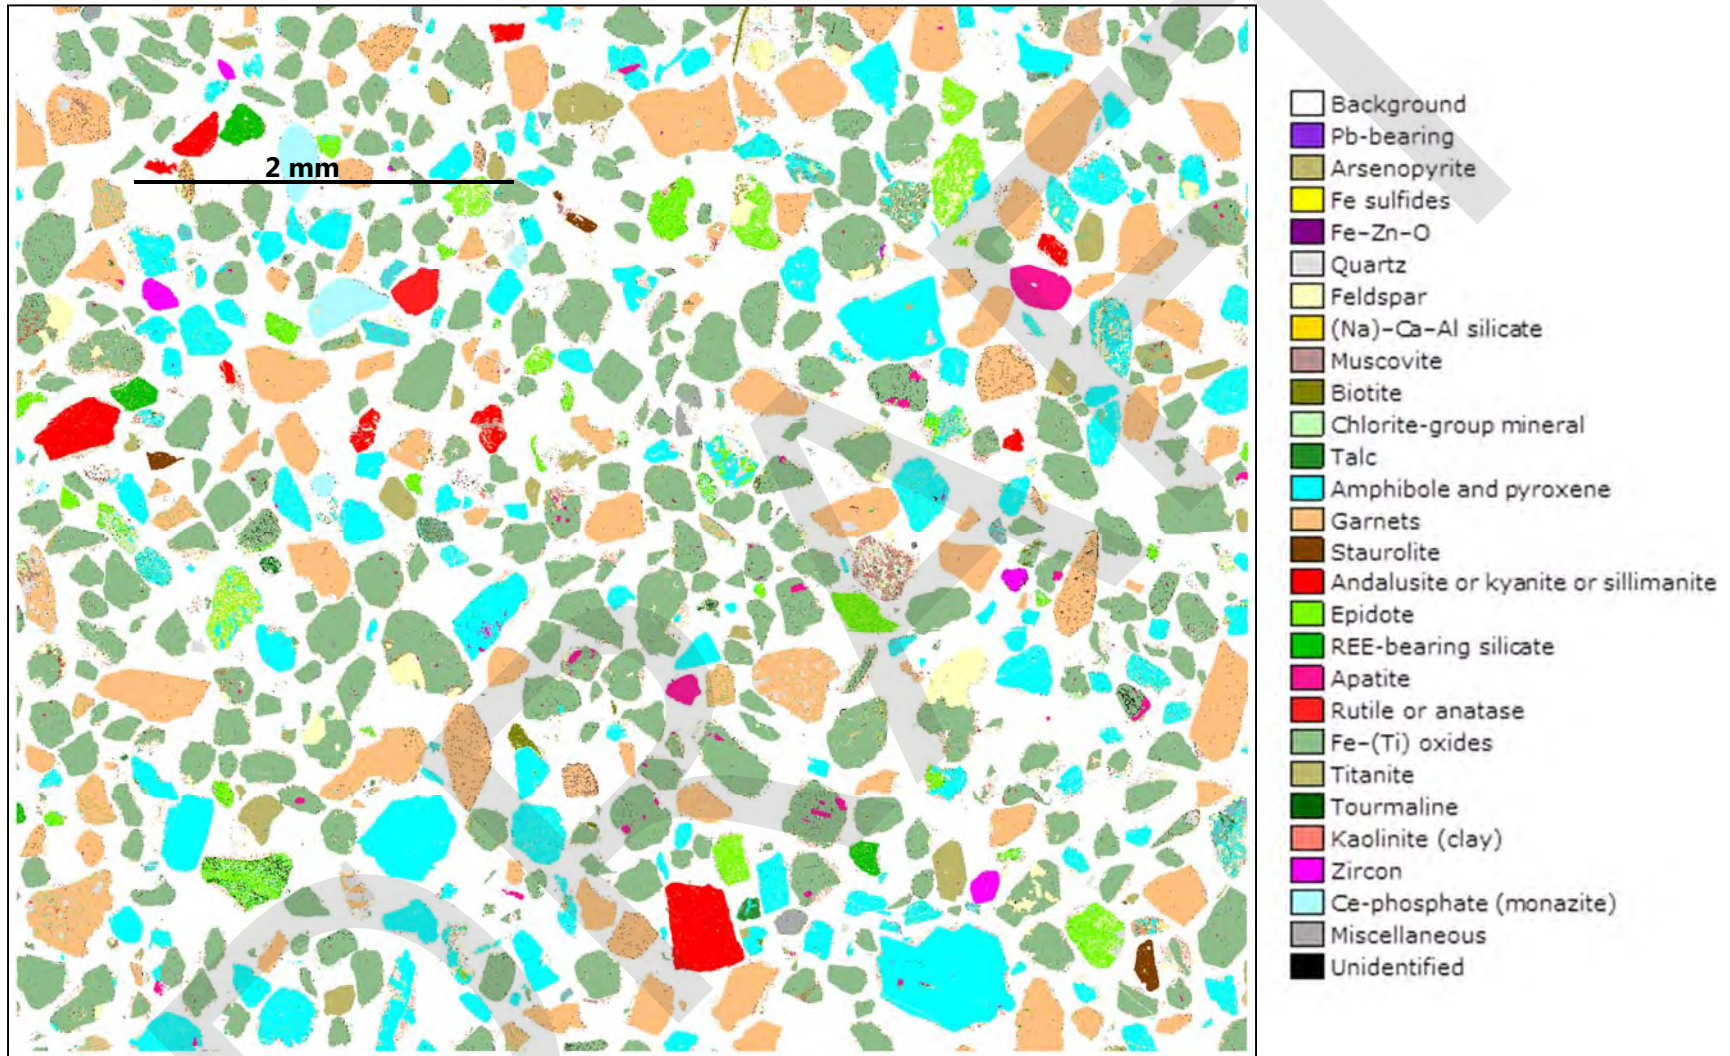 2 mm
Background
Pb-bearing
Arsenopyrite
Fe sulfides
Fe-Zn-O
Quartz
Feldspar
(Na)-Ca-Al silicate
Muscovite
Biotite
Chlorite-group mineral
Talc
Amphibole and pyroxene
Garnets
Staurolite
Andalusite or kyanite or sillimanite
Epidote
REE-bearing silicate
Apatite
Rutile or anatase
Fe-(Ti) oxides
Titanite
Tourmaline
Kaolinite (clay)
Zircon
Ce-phosphate (monazite)
Miscellaneous
Unidentified
DRAFT